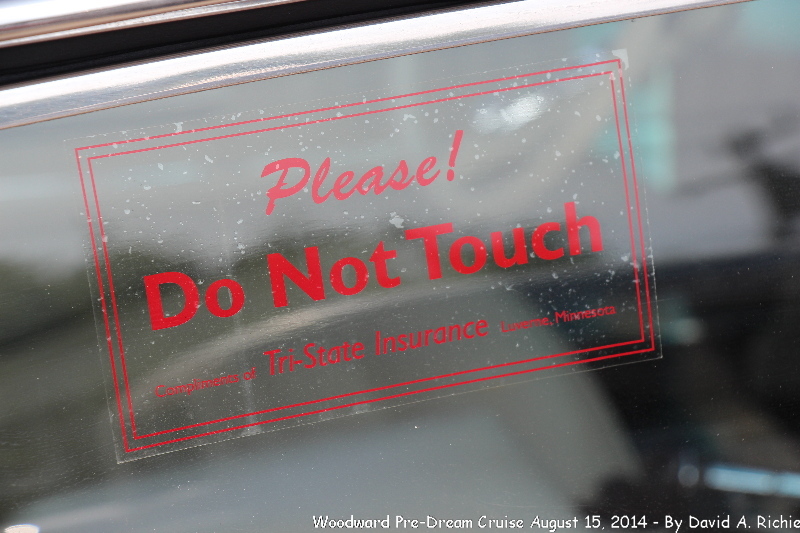 Please!
Do Not Touch
Compliments of Tri-State Insurance Luverne, Minnesota
Woodward Pre-Dream Cruise August 15, 2014 - By David A. Richie